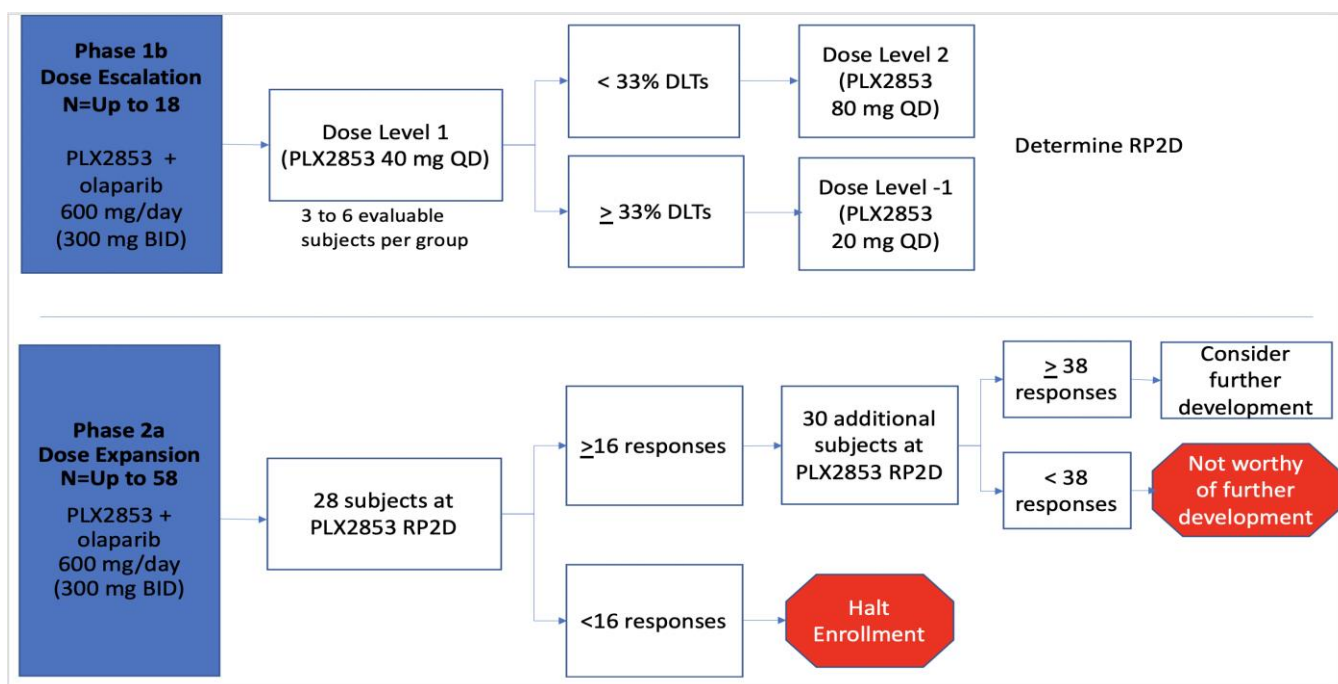 Phase 1b
Dose Escalation
N=Up to 18
PLX2853 +
olaparib
600 mg/day
(300 mg BID)
Dose Level 1
(PLX2853 40 mg QD)
3 to 6 evaluable
subjects per group
< 33% DLTs
≥ 33% DLTs
Dose Level 2
(PLX2853
80 mg QD)
Dose Level -1
(PLX2853
20 mg QD)
Determine RP2D
Phase 2a
Dose Expansion
N=Up to 58
PLX2853 +
olaparib
600 mg/day
(300 mg BID)
28 subjects at
PLX2853 RP2D
≥16 responses
<16 responses
30 additional
subjects at
PLX2853 RP2D
Halt
Enrollment
≥ 38
responses
< 38
responses
Consider
further
development
Not worthy
of further
development